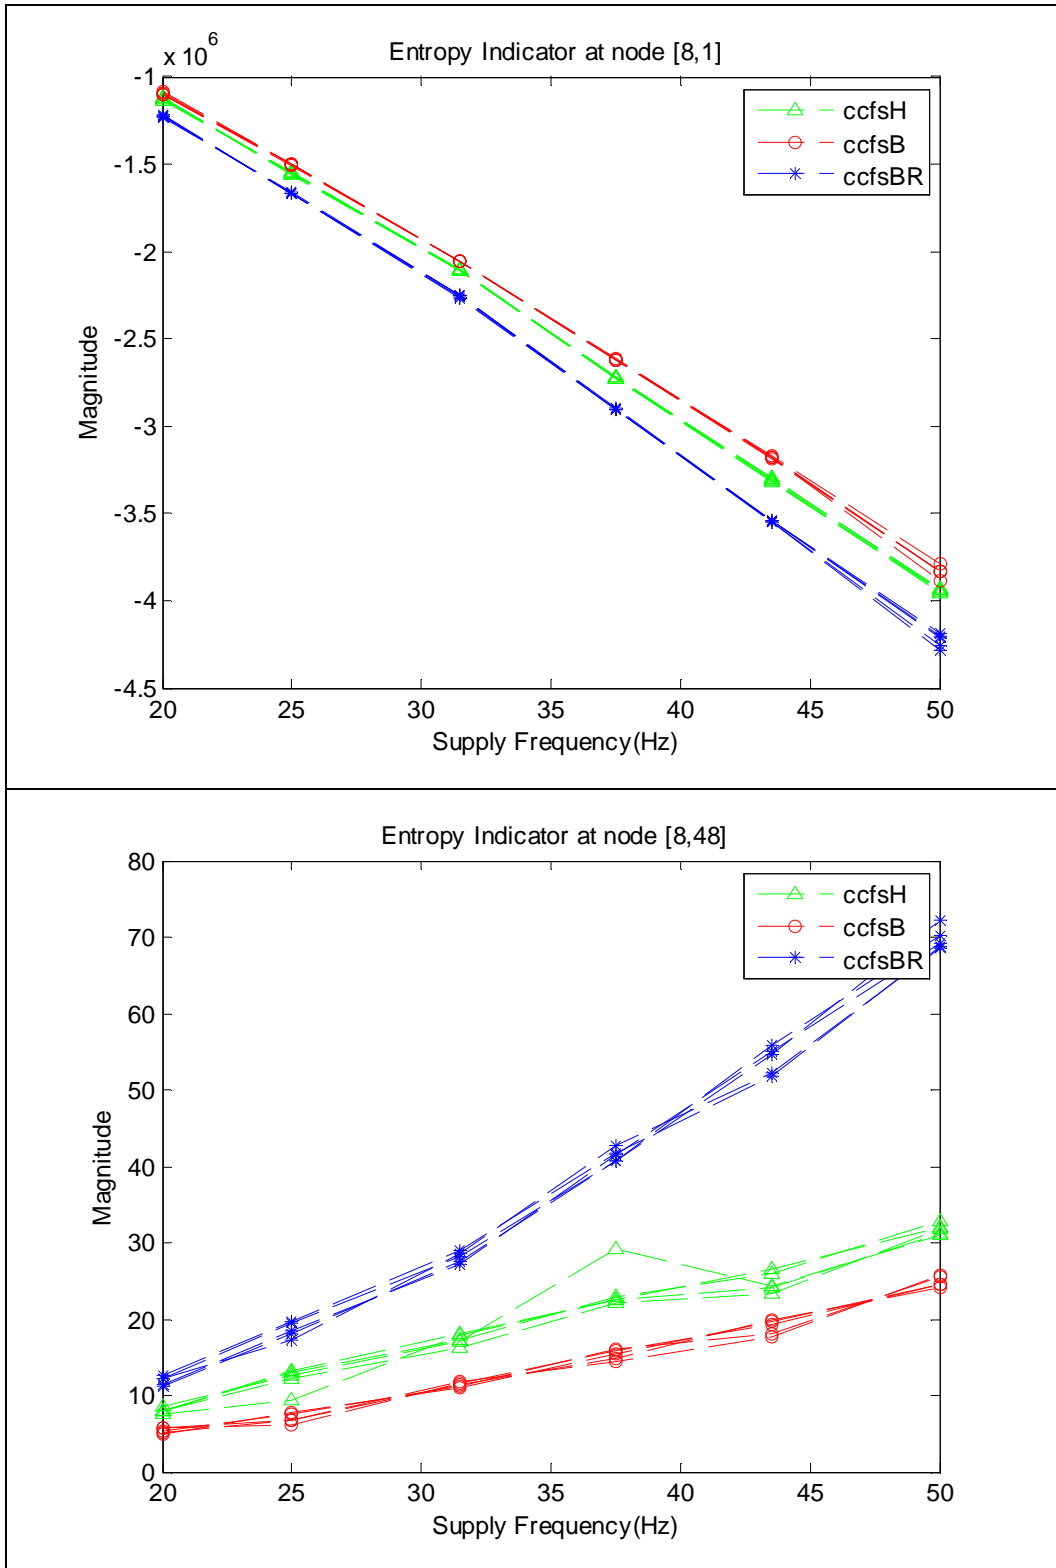 x 10^6
Entropy Indicator at node [8,1]
-1
-1.5
-2
-2.5
-3
-3.5
-4
-4.5
Magnitude
ccfsH
ccfsB
ccfsBR
20 25 30 35 40 45 50
Supply Frequency(Hz)
Entropy Indicator at node [8,48]
80
70
60
50
40
30
20
10
0
Magnitude
ccfsH
ccfsB
ccfsBR
20 25 30 35 40 45 50
Supply Frequency(Hz)